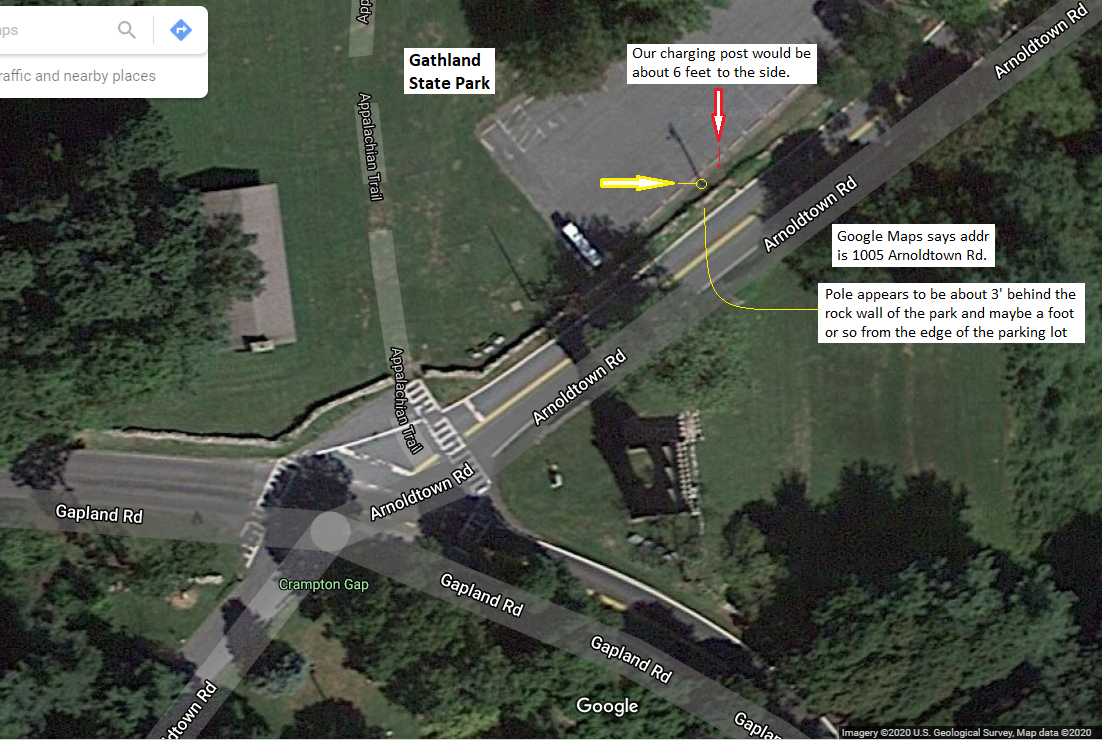 aps
raffic and nearby places
App
Gathland
State Park
Our charging post would be
about 6 feet to the side.
Arnoldtown Rd
Appalachian Trail
Arnoldtown Rd
Google Maps says addr
is 1005 Arnoldtown Rd.
Pole appears to be about 3' behind the
rock wall of the park and maybe a foot
or so from the edge of the parking lot
Arnoldtown Rd
Appalachian Trail
Arnoldtown Rd
Gapland Rd
Crampton Gap
Gapland Rd
Gapland Rd
dtown Rd
Gaplan
Google
Imagery ©2020 U.S. Geological Survey, Map data ©2020